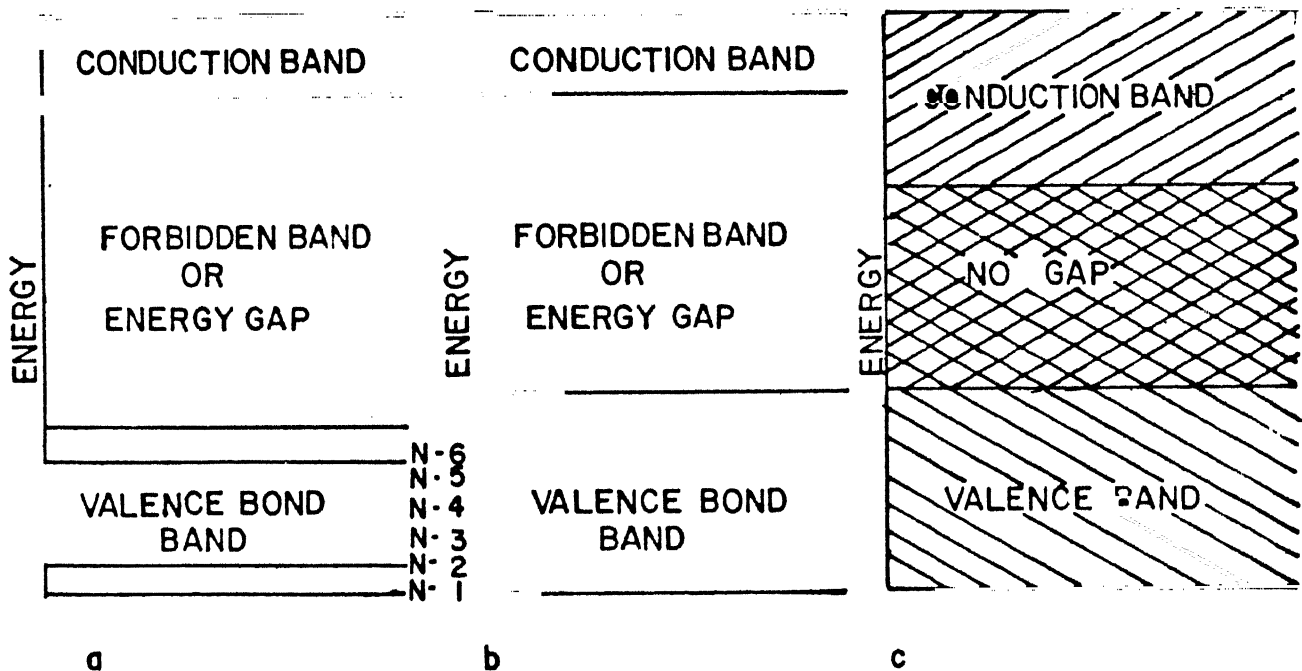 CONDUCTION BAND
FORBIDDEN BAND
OR
ENERGY GAP
ENERGY
VALENCE BOND
BAND
N-6
N-5
N-4
N-3
N-2
N-1
a
CONDUCTION BAND
FORBIDDEN BAND
OR
ENERGY GAP
ENERGY
VALENCE BOND
BAND
b
NDUCTION BAND
NO GAP
ENERGY
VALENCE BAND
c